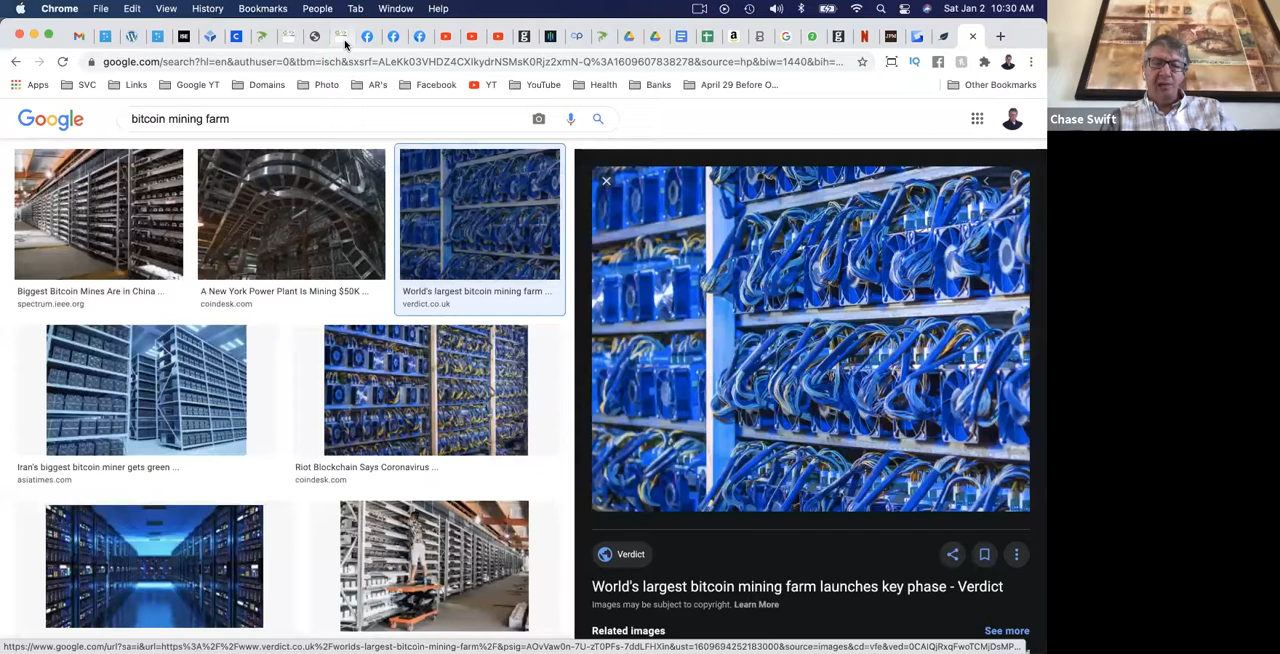 Chrome File Edit View History Bookmarks People Tab Window Help Sat Jan 2 10:30 AM
google.com/search?hl=en&authuser=0&tbm=isch&sxsrf=ALeKk03VHDZ4CXIkydrNSMsK0Rjz2xmN-Q%3A1609607838278&source=hp&biw=1440&bih=...
Apps SVC Links Google YT Domains Photo AR's Facebook YT YouTube Health Banks April 29 Before O... Other Bookmarks
Chase Swift
Google bitcoin mining farm
Biggest Bitcoin Mines Are in China ...
spectrum.ieee.org
A New York Power Plant Is Mining $50K ...
coindesk.com
World's largest bitcoin mining farm ...
verdict.co.uk
Iran's biggest bitcoin miner gets green ...
asiatimes.com
Riot Blockchain Says Coronavirus ...
coindesk.com
Verdict
World's largest bitcoin mining farm launches key phase - Verdict
Images may be subject to copyright. Learn More
Related images See more
https://www.google.com/url?sa=i&url=https%3A%2F%2Fwww.verdict.co.uk%2Fworlds-largest-bitcoin-mining-farm%2F&psig=AOvVaw0n-7U-zT0PFs-7ddLFHXin&ust=1609694252183000&source=images&cd=vfe&ved=0CAIQjRxqFwoTCMjDsMP...